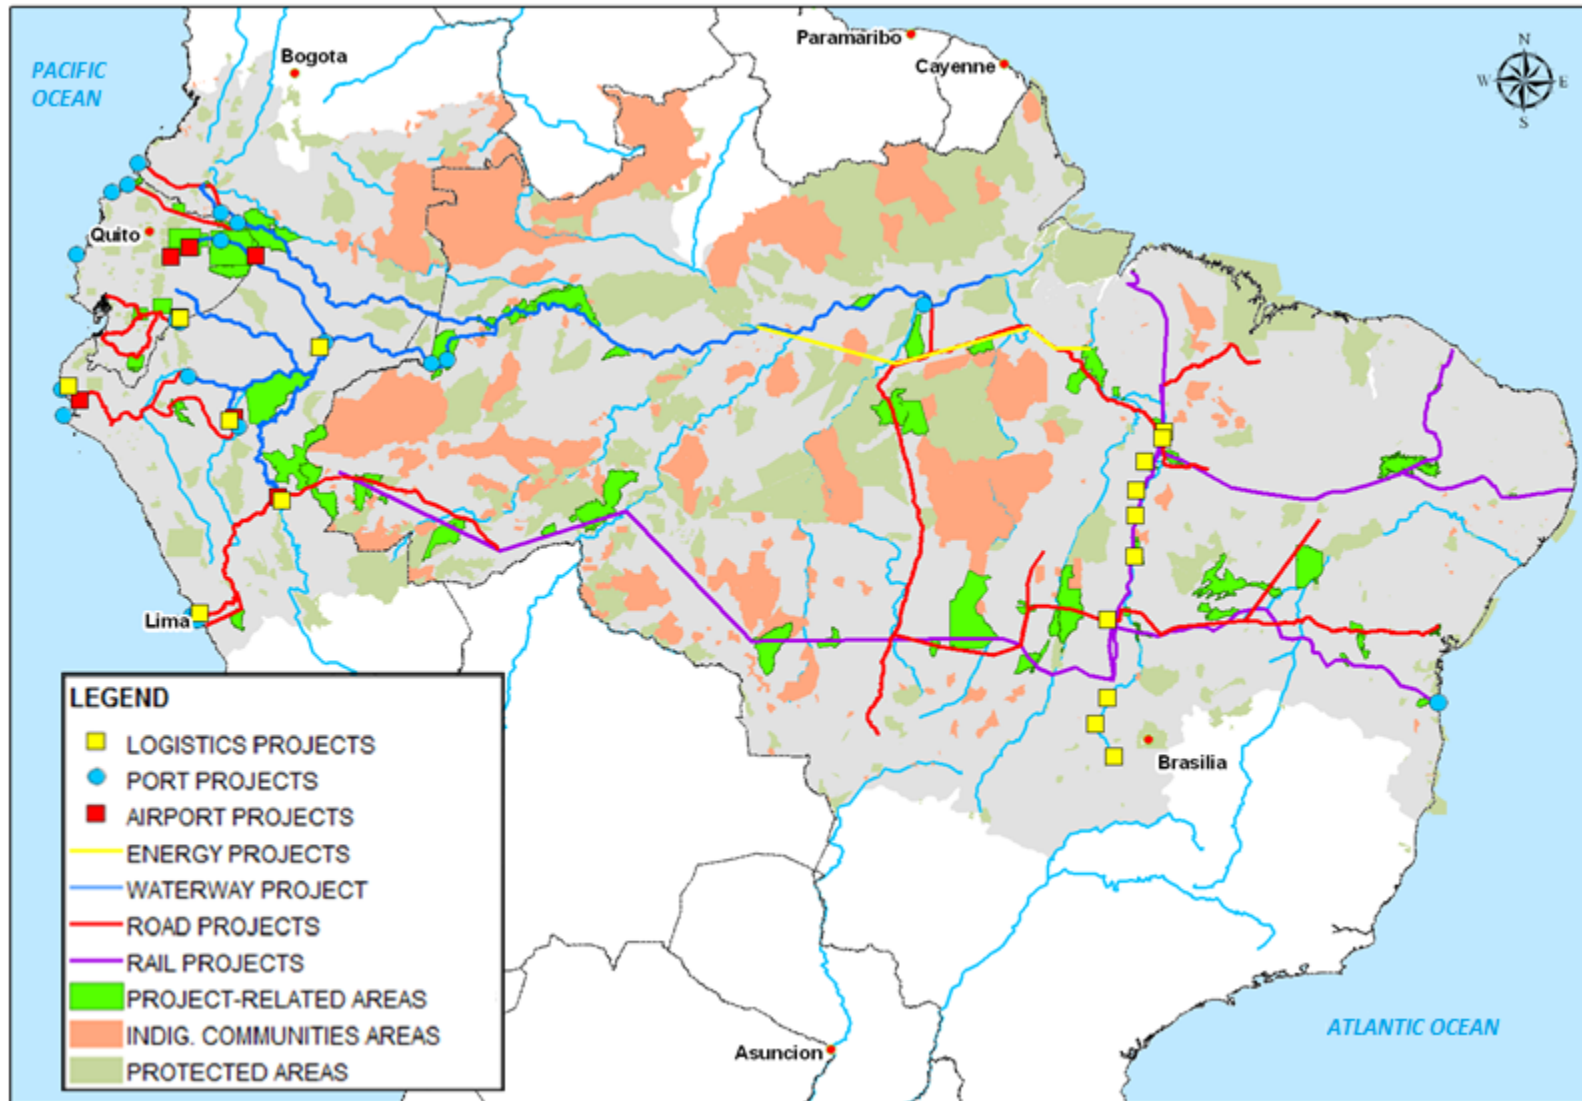 Bogota
Paramaribo
Cayenne
PACIFIC
OCEAN
N
W
E
S
Quito
Lima
Brasilia
LEGEND
LOGISTICS PROJECTS
PORT PROJECTS
AIRPORT PROJECTS
ENERGY PROJECTS
WATERWAY PROJECT
ROAD PROJECTS
RAIL PROJECTS
PROJECT-RELATED AREAS
INDIG. COMMUNITIES AREAS
PROTECTED AREAS
Asuncion
ATLANTIC OCEAN